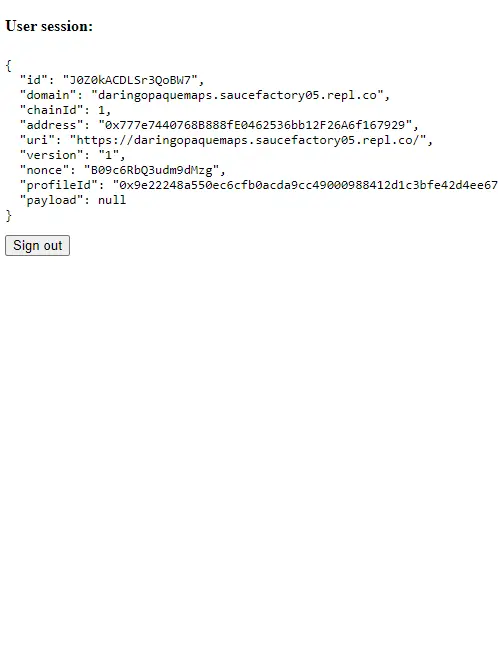 User session:
{
  "id": "J0Z0kACDLSr3QoBW7",
  "domain": "daringopaquemaps.saucefactory05.repl.co",
  "chainId": 1,
  "address": "0x777e7440768B888fE0462536bb12F26A6f167929",
  "uri": "https://daringopaquemaps.saucefactory05.repl.co/",
  "version": "1",
  "nonce": "B09c6RbQ3udm9dMzg",
  "profileId": "0x9e22248a550ec6cfb0acda9cc49000988412d1c3bfe42d4ee67
  "payload": null
}
Sign out